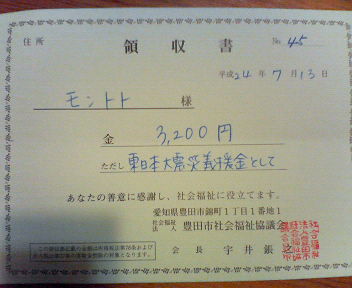 住所
領収書
№ 45
平成24年7月13日
モントト 様
金 3,200円
ただし 東日本大震災義援金として
あなたの善意に感謝し、社会福祉に役立てます。
愛知県豊田市錦町1丁目1番地1
社会福祉法人 豊田市社会福祉協議会
会長 宇井鋹之